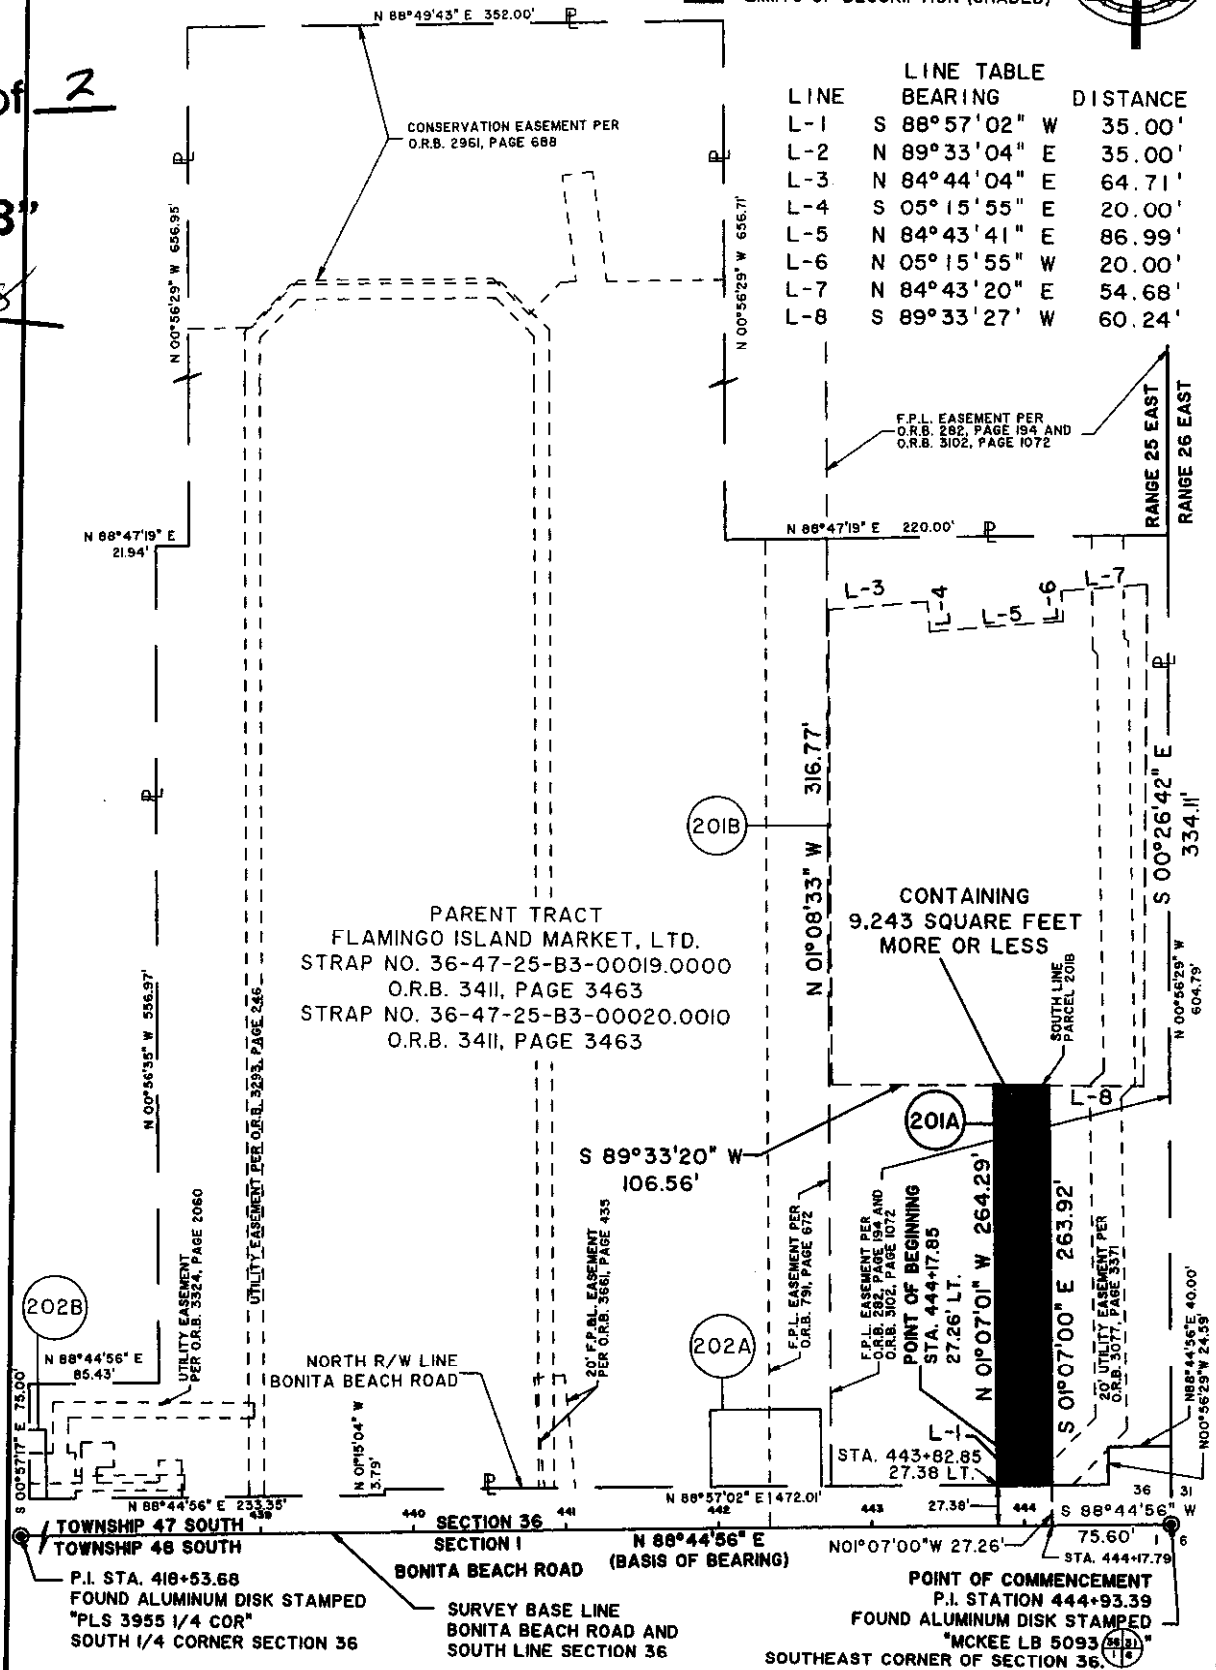 N 88°49'43" E 352.00'
of 2
CONSERVATION EASEMENT PER
O.R.B. 2961, PAGE 688
LINE TABLE
LINE BEARING DISTANCE
L-1 S 88°57'02" W 35.00'
L-2 N 89°33'04" E 35.00'
L-3 N 84°44'04" E 64.71'
L-4 S 05°15'55" E 20.00'
L-5 N 84°43'41" E 86.99'
L-6 N 05°15'55" W 20.00'
L-7 N 84°43'20" E 54.68'
L-8 S 89°33'27' W 60.24'
N 00°56'29" W 656.95'
N 00°56'29" W 656.71'
F.P.L. EASEMENT PER
O.R.B. 282, PAGE 194 AND
O.R.B. 3102, PAGE 1072
RANGE 25 EAST
RANGE 26 EAST
N 88°47'19" E
21.94'
N 88°47'19" E 220.00'
L-3
L-4
L-5
L-6
L-7
316.77'
N 01°08'33" W
201B
S 00°26'42" E
334.11'
PARENT TRACT
FLAMINGO ISLAND MARKET, LTD.
STRAP NO. 36-47-25-B3-00019.0000
O.R.B. 3411, PAGE 3463
STRAP NO. 36-47-25-B3-00020.0010
O.R.B. 3411, PAGE 3463
CONTAINING
9,243 SQUARE FEET
MORE OR LESS
SOUTH LINE
PARCEL 201B
N 00°56'29" W
604.79'
N 00°56'35" W 556.97'
UTILITY EASEMENT PER O.R.B. 3293, PAGE 246
L-8
201A
S 89°33'20" W
106.56'
UTILITY EASEMENT
PER O.R.B. 3324, PAGE 2060
20' F.P.&L. EASEMENT
PER O.R.B. 3661, PAGE 435
F.P.L. EASEMENT PER
O.R.B. 791, PAGE 672
F.P.L. EASEMENT PER
O.R.B. 282, PAGE 194 AND
O.R.B. 3102, PAGE 1072
POINT OF BEGINNING
STA. 444+17.85
27.26' LT.
N 01°07'01" W 264.29'
S 01°07'00" E 263.92'
20' UTILITY EASEMENT PER
O.R.B. 3077, PAGE 3371
N88°44'56"E 40.00'
N00°56'29"W 24.59'
202B
N 88°44'56" E
85.43'
S 00°57'17" E 75.00'
NORTH R/W LINE
BONITA BEACH ROAD
N 01°15'04" W
3.79'
202A
L-1
STA. 443+82.85
27.38 LT.
N 88°44'56" E 233.35'
N 88°57'02" E 472.01'
27.38'
36 31
439 440 441 442 443 444
S 88°44'56" W
75.60'
1 6
TOWNSHIP 47 SOUTH
TOWNSHIP 48 SOUTH
SECTION 36
SECTION 1
BONITA BEACH ROAD
N 88°44'56" E
(BASIS OF BEARING)
N01°07'00"W 27.26'
STA. 444+17.79
P.I. STA. 418+53.68
FOUND ALUMINUM DISK STAMPED
"PLS 3955 1/4 COR"
SOUTH 1/4 CORNER SECTION 36
SURVEY BASE LINE
BONITA BEACH ROAD AND
SOUTH LINE SECTION 36
POINT OF COMMENCEMENT
P.I. STATION 444+93.39
FOUND ALUMINUM DISK STAMPED
"MCKEE LB 5093 36 31 1 6"
SOUTHEAST CORNER OF SECTION 36.